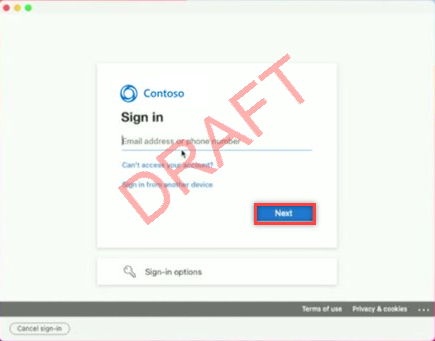 Contoso
Sign in
Email address or phone number
Can't access your account?
Sign in from another device
Next
DRAFT
Sign-in options
Terms of use Privacy & cookies ...
Cancel sign-in